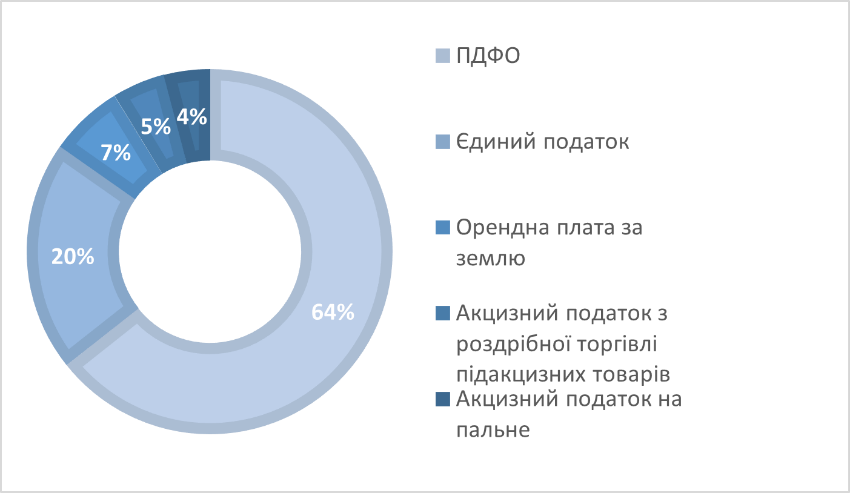 ПДФО
Єдиний податок
Орендна плата за
землю
Акцизний податок з
роздрібної торгівлі
підакцизних товарів
Акцизний податок на
пальне
4%
5%
7%
20%
64%